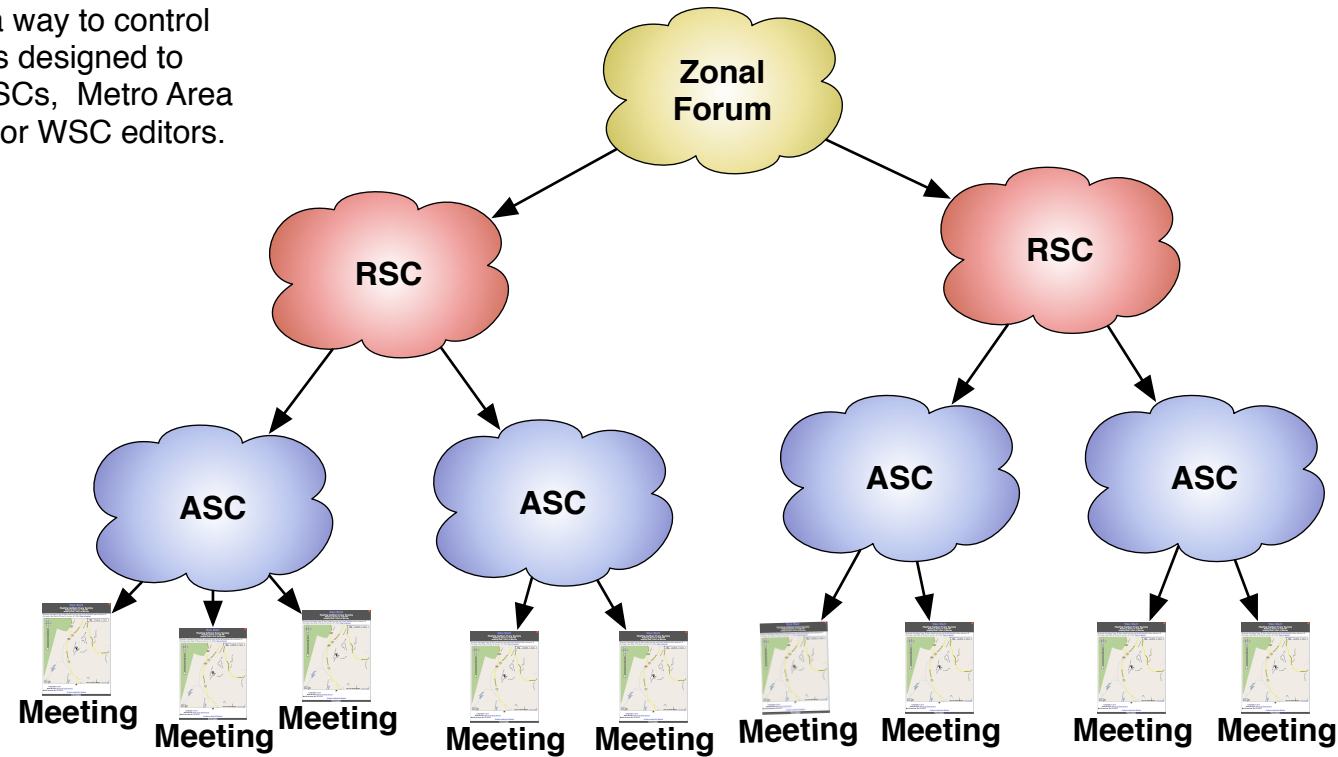 a way to control
s designed to
SCs, Metro Area
or WSC editors.
Zonal
Forum
RSC
RSC
ASC
ASC
ASC
ASC
Meeting
Meeting
Meeting
Meeting
Meeting
Meeting
Meeting
Meeting
Meeting